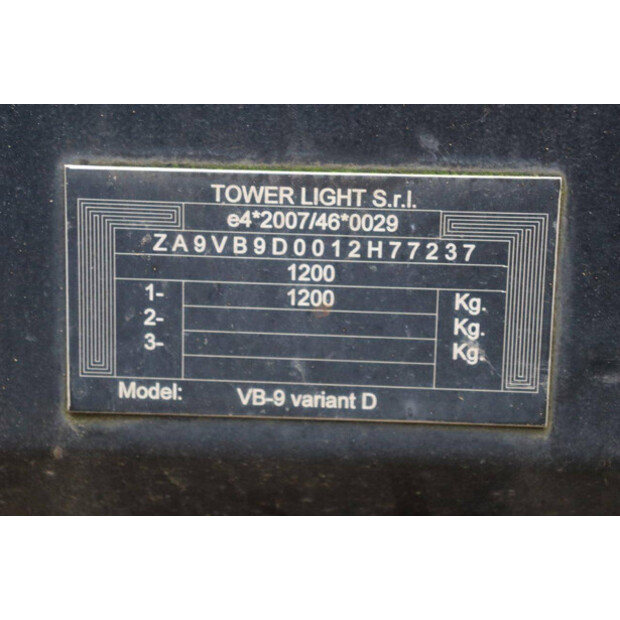 TOWER LIGHT S.r.l.
e4*2007/46*0029
ZA9VB9D0012H77237
1200
1- 1200 Kg.
2- Kg.
3- Kg.
Model: VB-9 variant D